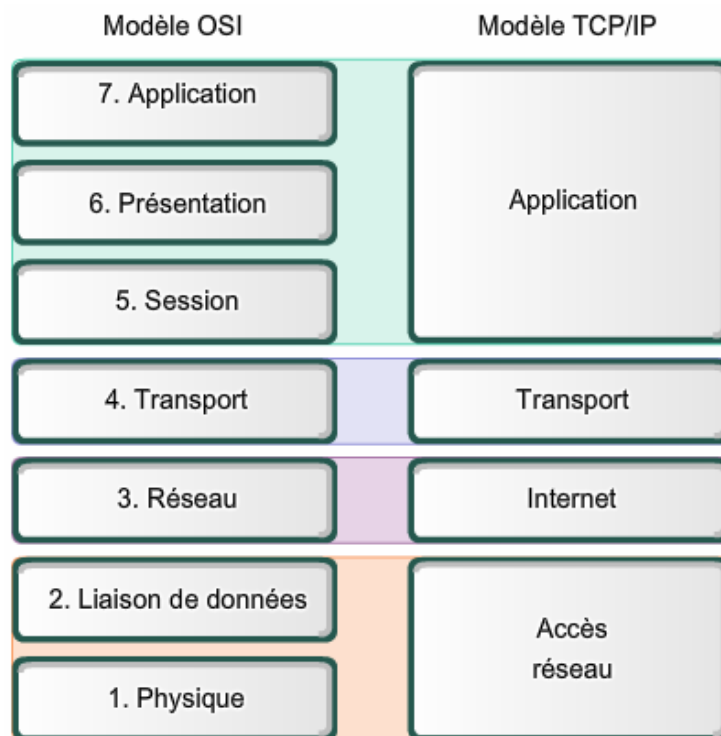 Modèle OSI
Modèle TCP/IP
7. Application
6. Présentation
5. Session
Application
4. Transport
Transport
3. Réseau
Internet
2. Liaison de données
1. Physique
Accès
réseau